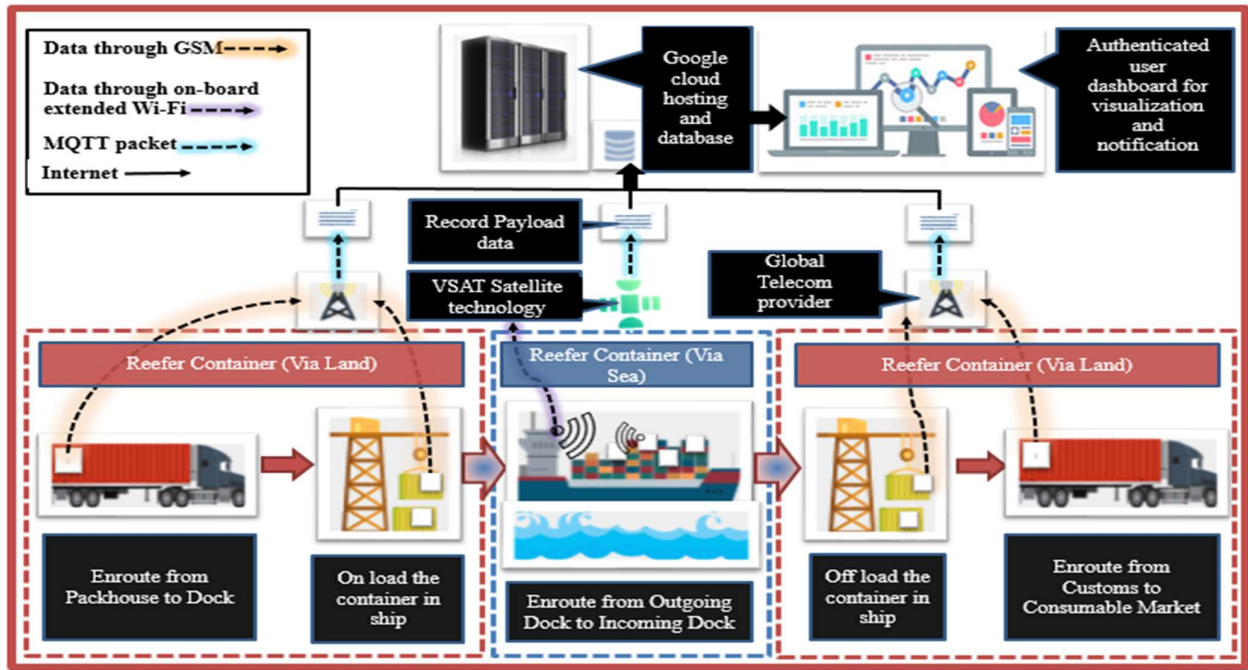 Data through GSM
Data through on-board
extended Wi-Fi
MQTT packet
Internet
Google
cloud
hosting
and
database
Authenticated
user
dashboard for
visualization
and
notification
Record Payload
data
VSAT Satellite
technology
Global
Telecom
provider
Reefer Container (Via Land)
Reefer Container (Via
Sea)
Reefer Container (Via Land)
Enroute from
Packhouse to Dock
On load the
container in
ship
Enroute from Outgoing
Dock to Incoming Dock
Off load the
container in
ship
Enroute from
Customs to
Consumable Market